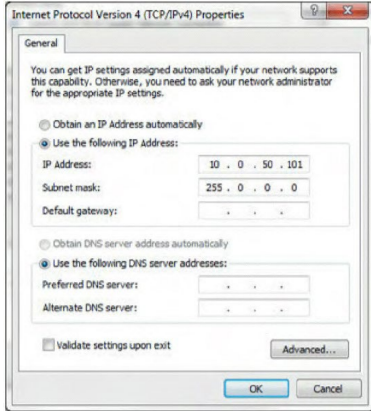 Internet Protocol Version 4 (TCP/IPv4) Properties
General
You can get IP settings assigned automatically if your network supports
this capability. Otherwise, you need to ask your network administrator
for the appropriate IP settings.
Obtain an IP Address automatically
Use the following IP Address:
IP Address: 10 . 0 . 50 . 101
Subnet mask: 255 . 0 . 0 . 0
Default gateway: . . .
Obtain DNS server address automatically
Use the following DNS server addresses:
Preferred DNS server: . . .
Alternate DNS server: . . .
Validate settings upon exit
Advanced...
OK Cancel